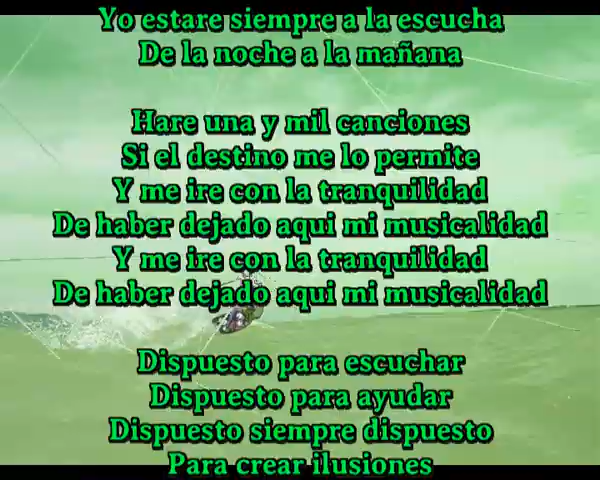 Yo estare siempre a la escucha
De la noche a la mañana
Hare una y mil canciones
Si el destino me lo permite
Y me ire con la tranquilidad
De haber dejado aqui mi musicalidad
Y me ire con la tranquilidad
De haber dejado aqui mi musicalidad
Dispuesto para escuchar
Dispuesto para ayudar
Dispuesto siempre dispuesto
Para crear ilusiones